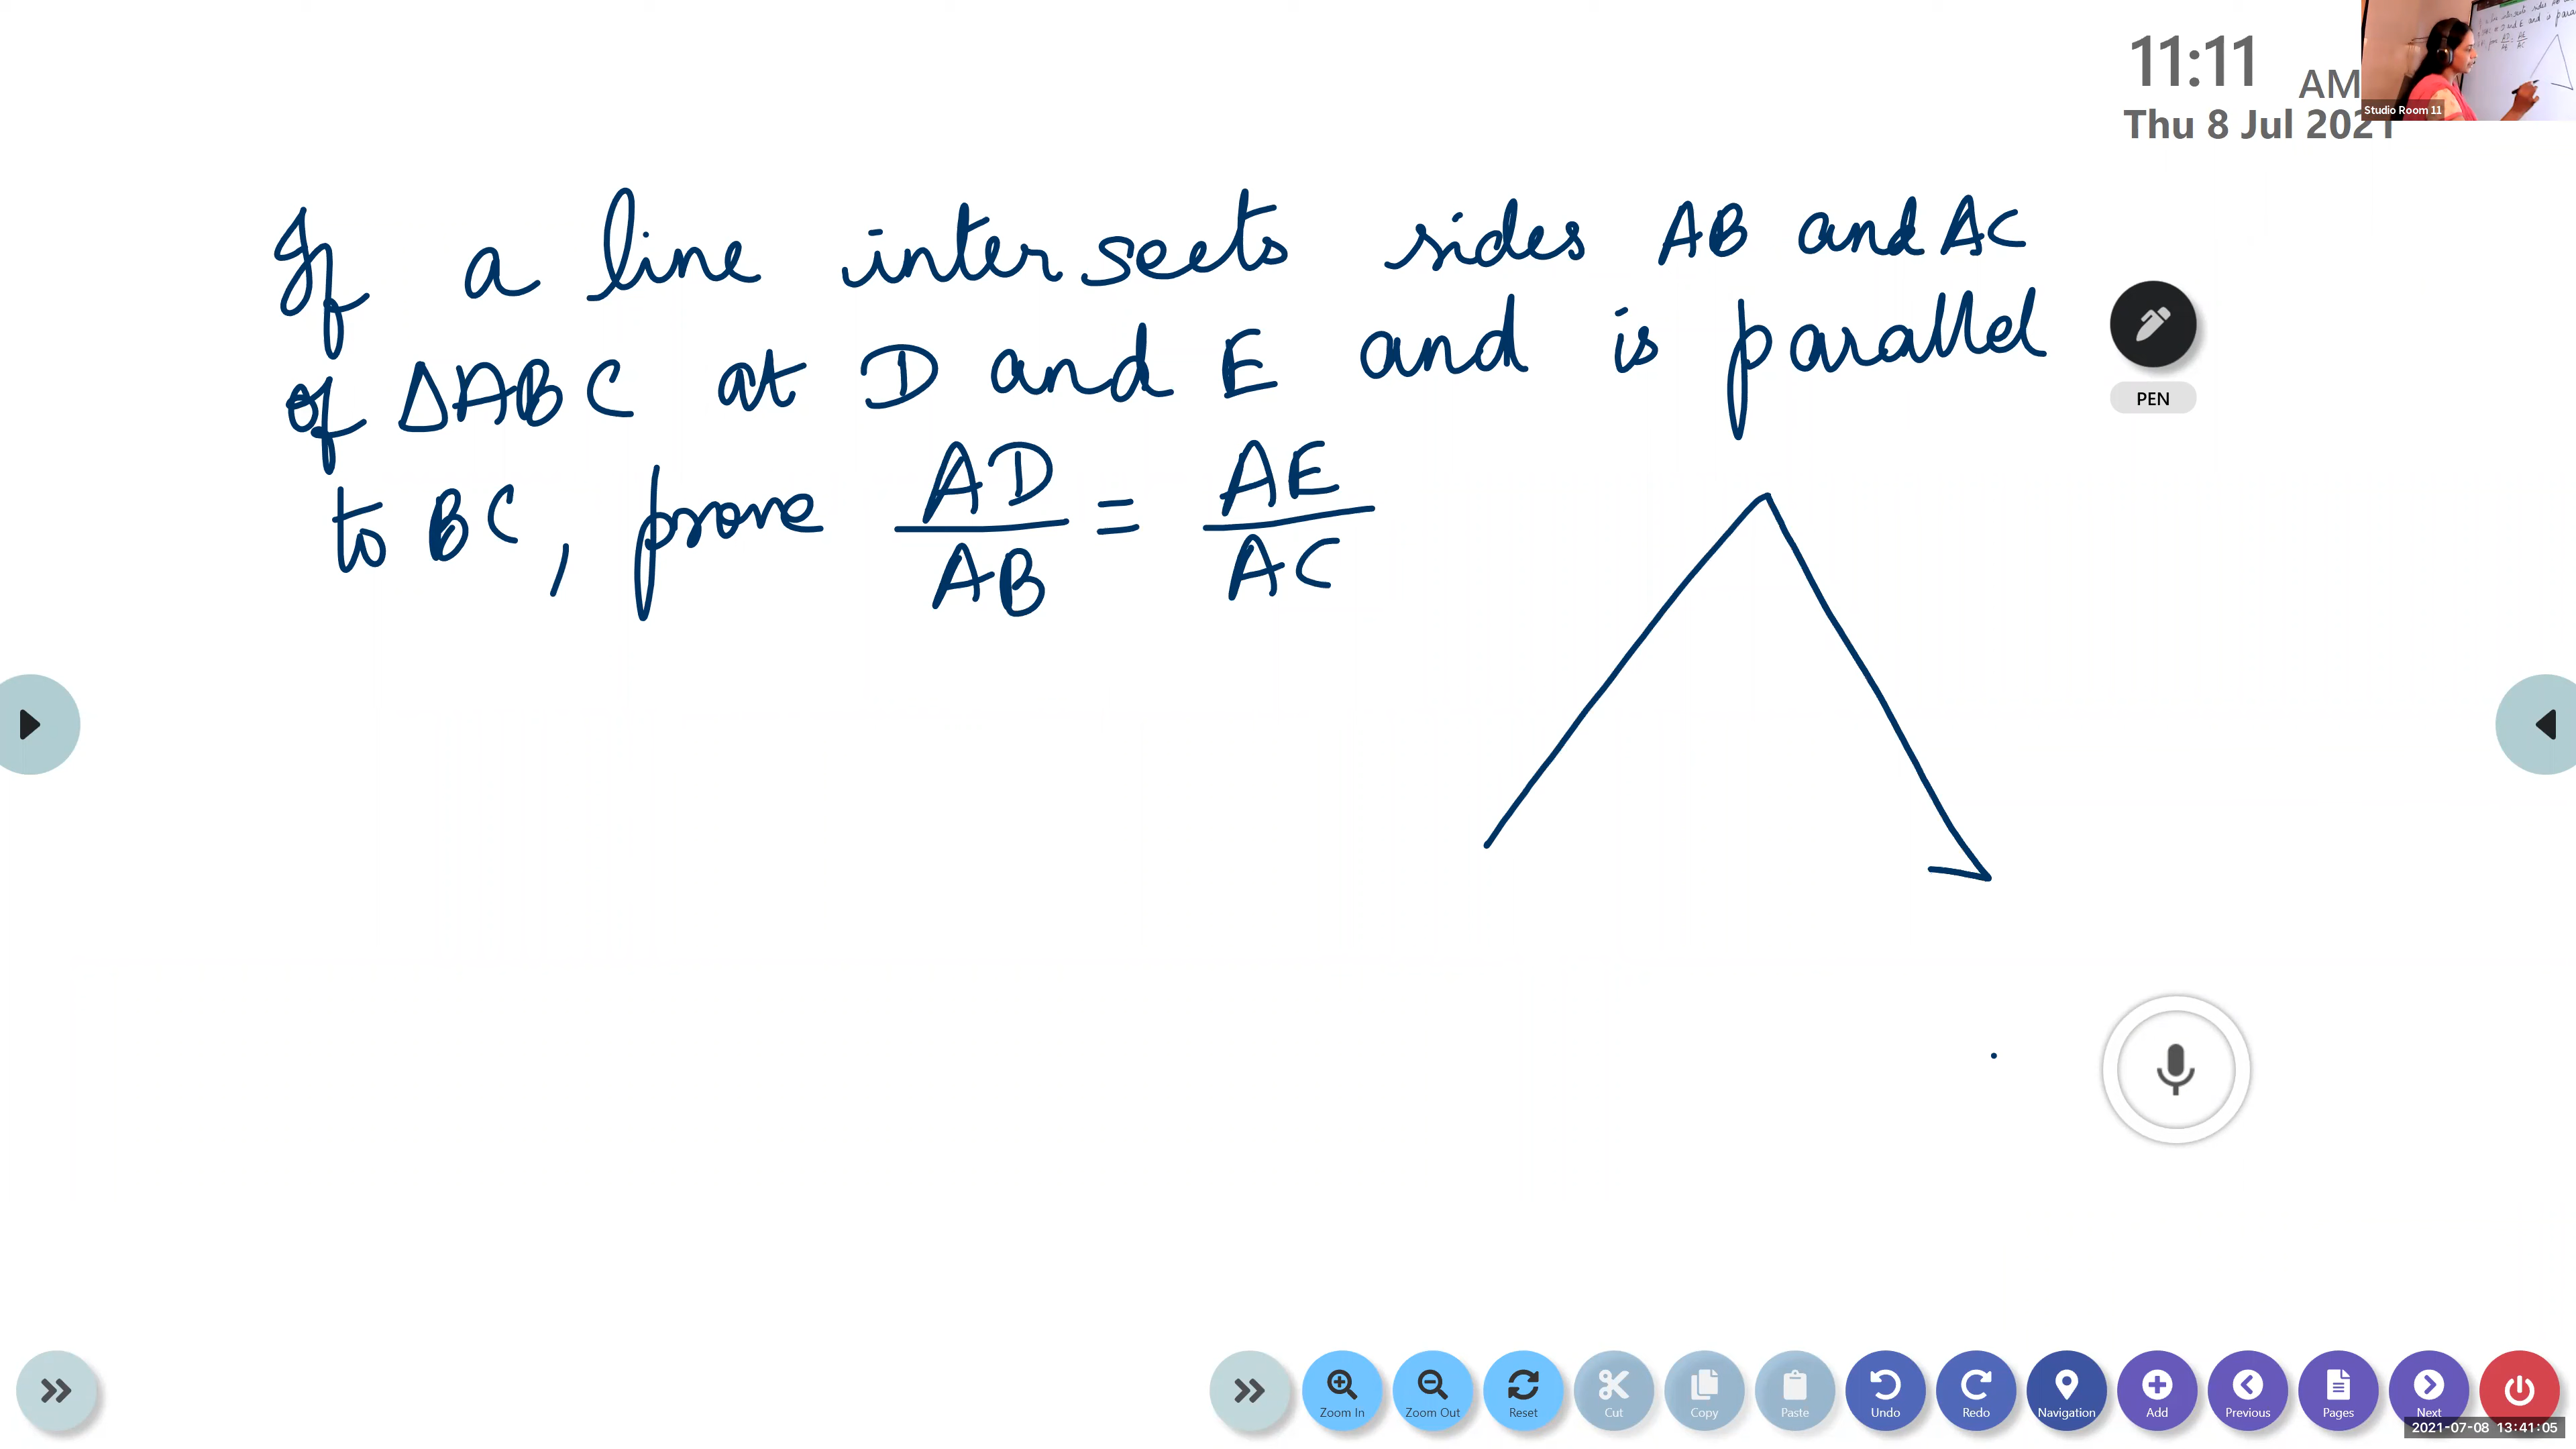 11:11 AM
Studio Room 11
Thu 8 Jul 2021
If a line intersects sides AB and AC
of ΔABC at D and E and is parallel
to BC, prove AD/AB = AE/AC
PEN
Zoom In Zoom Out Reset Cut Copy Paste Undo Redo Navigation Add Previous Pages Next
2021-07-08 13:41:05